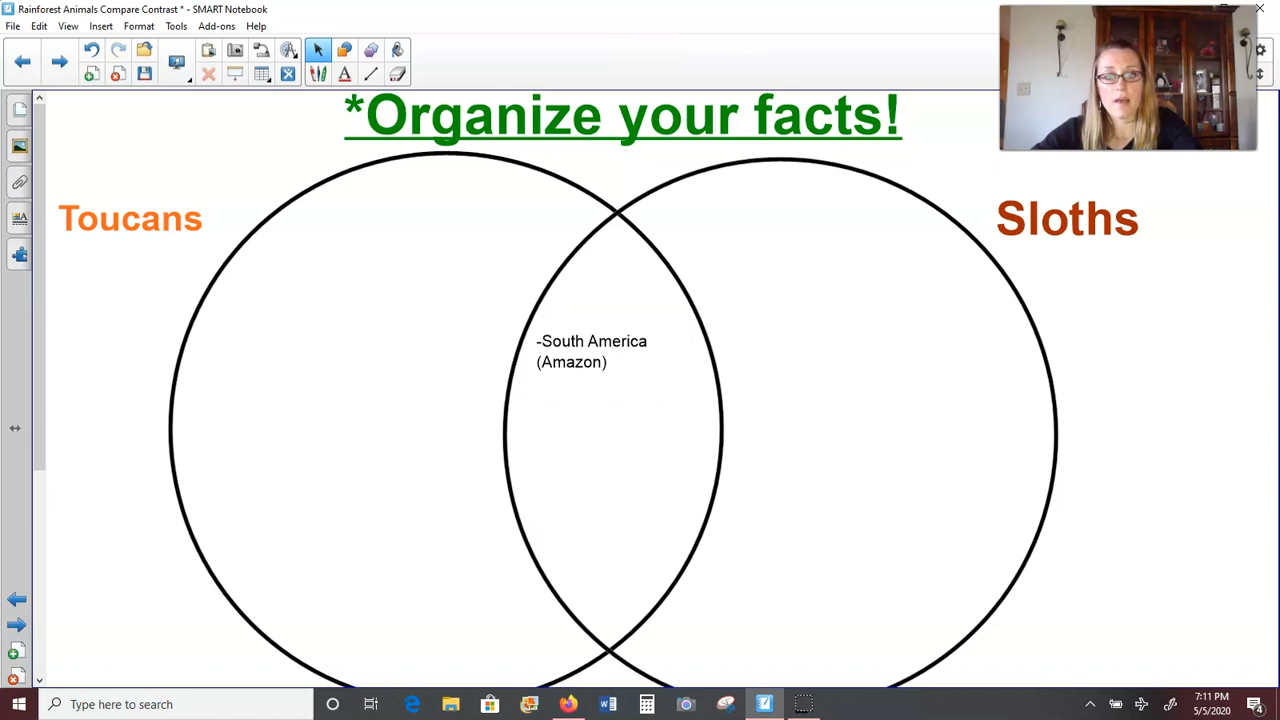 Rainforest Animals Compare Contrast * - SMART Notebook
File Edit View Insert Format Tools Add-ons Help
*Organize your facts!
Toucans
Sloths
-South America
(Amazon)
Type here to search
7:11 PM
5/5/2020
4